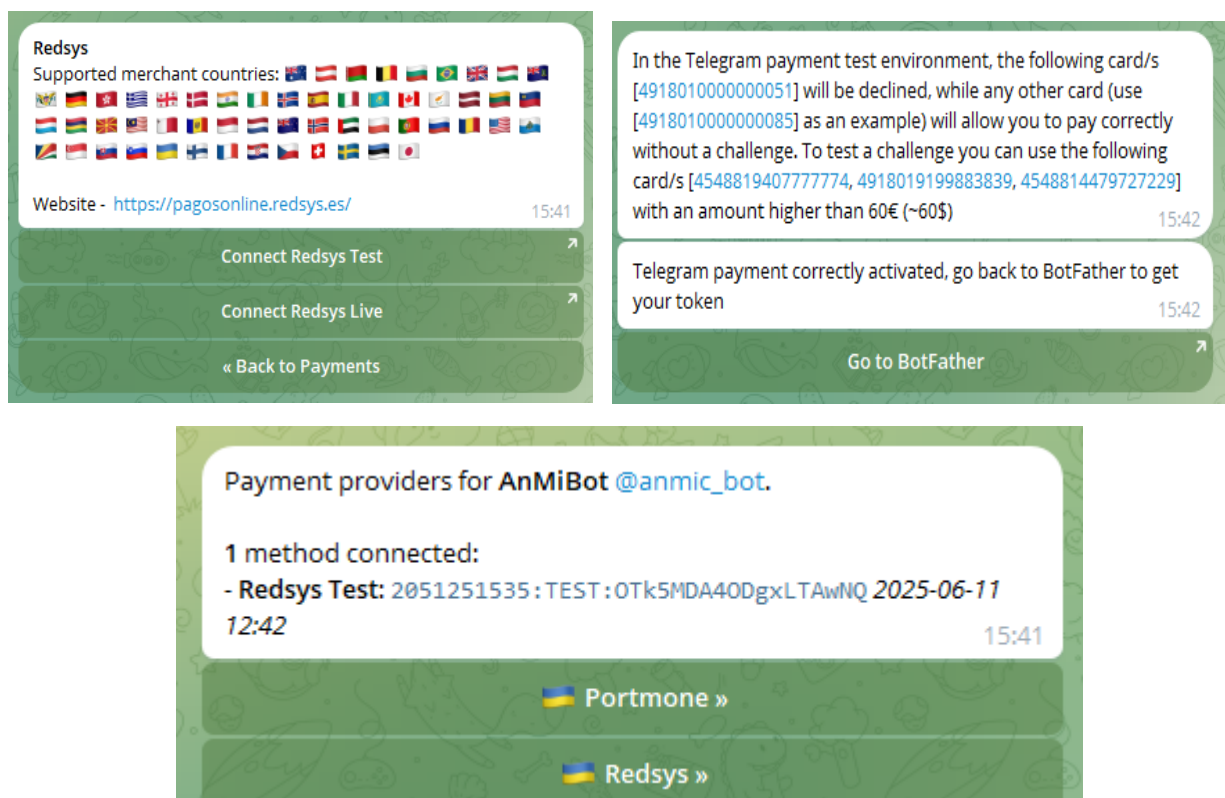 Redsys
Supported merchant countries:
Website - https://pagosonline.redsys.es/
15:41
Connect Redsys Test
Connect Redsys Live
« Back to Payments
In the Telegram payment test environment, the following card/s
[4918010000000051] will be declined, while any other card (use
[4918010000000085] as an example) will allow you to pay correctly
without a challenge. To test a challenge you can use the following
card/s [4548819407777774, 4918019199883839, 4548814479727229]
with an amount higher than 60€ (~60$)
15:42
Telegram payment correctly activated, go back to BotFather to get
your token
15:42
Go to BotFather
Payment providers for AnMiBot @anmic_bot.
1 method connected:
- Redsys Test: 2051251535:TEST:OTk5MDA4ODgxLTAwNQ 2025-06-11
12:42
15:41
Portmone »
Redsys »